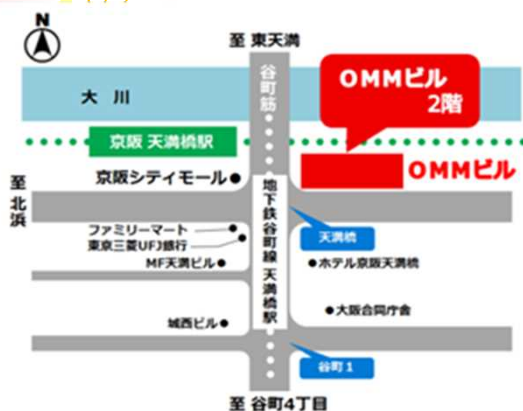 N
至 東天満
谷町筋
OMMビル
2階
大川
京阪 天満橋駅
OMMビル
至 北浜
京阪シティモール
地下鉄谷町線 天満橋駅
ファミリーマート
東京三菱UFJ銀行
天満橋
MF天満ビル
ホテル京阪天満橋
大阪合同庁舎
城西ビル
谷町1
至 谷町4丁目